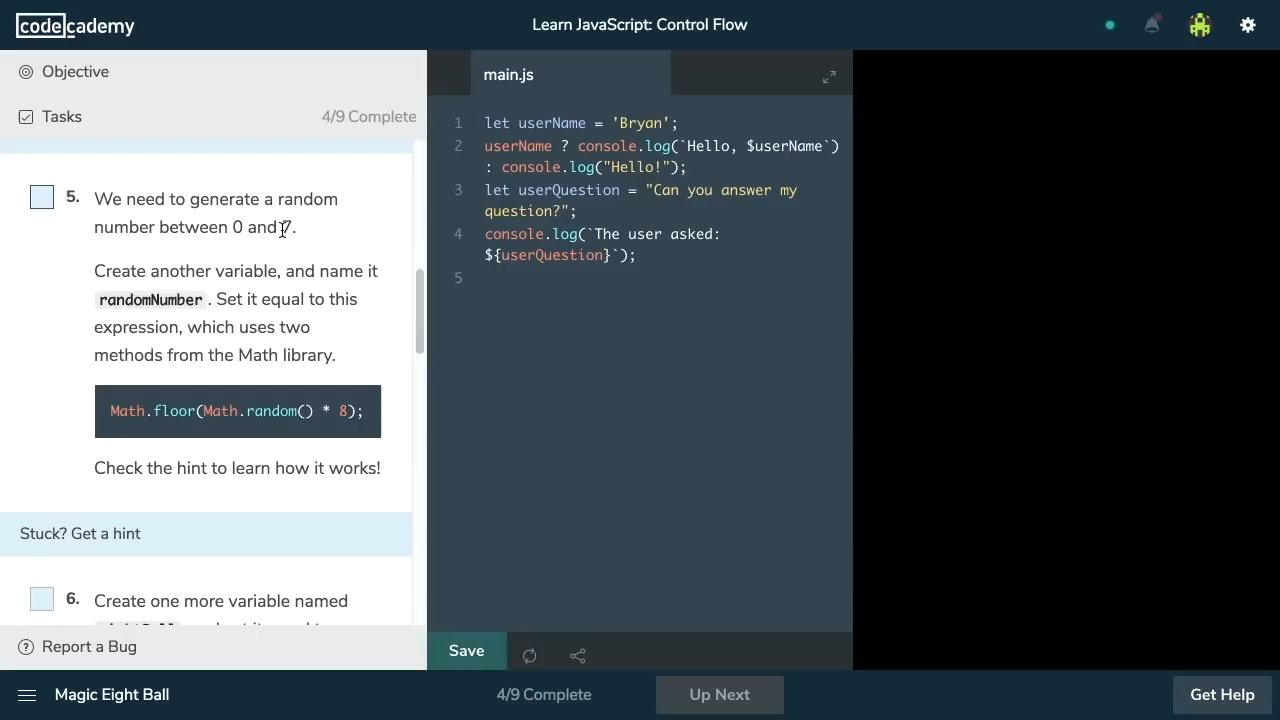 codecademy
Learn JavaScript: Control Flow
Objective
Tasks
4/9 Complete
5. We need to generate a random
number between 0 and 7.
Create another variable, and name it
randomNumber. Set it equal to this
expression, which uses two
methods from the Math library.
Math.floor(Math.random() * 8);
Check the hint to learn how it works!
Stuck? Get a hint
6. Create one more variable named
Report a Bug
main.js
1 let userName = 'Bryan';
2 userName ? console.log(`Hello, $userName`)
: console.log("Hello!");
3 let userQuestion = "Can you answer my
question?";
4 console.log(`The user asked:
${userQuestion}`);
5
Save
Magic Eight Ball
4/9 Complete
Up Next
Get Help